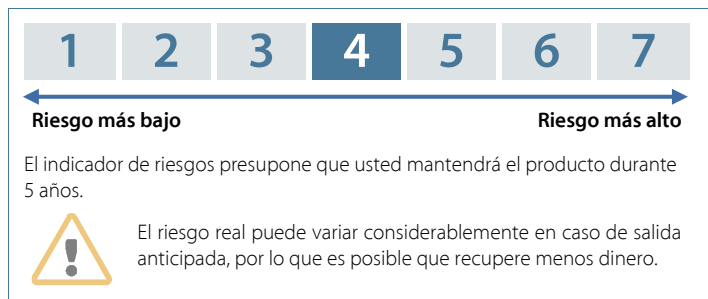 1 2 3 4 5 6 7
Riesgo más bajo Riesgo más alto
El indicador de riesgos presupone que usted mantendrá el producto durante
5 años.
El riesgo real puede variar considerablemente en caso de salida
anticipada, por lo que es posible que recupere menos dinero.